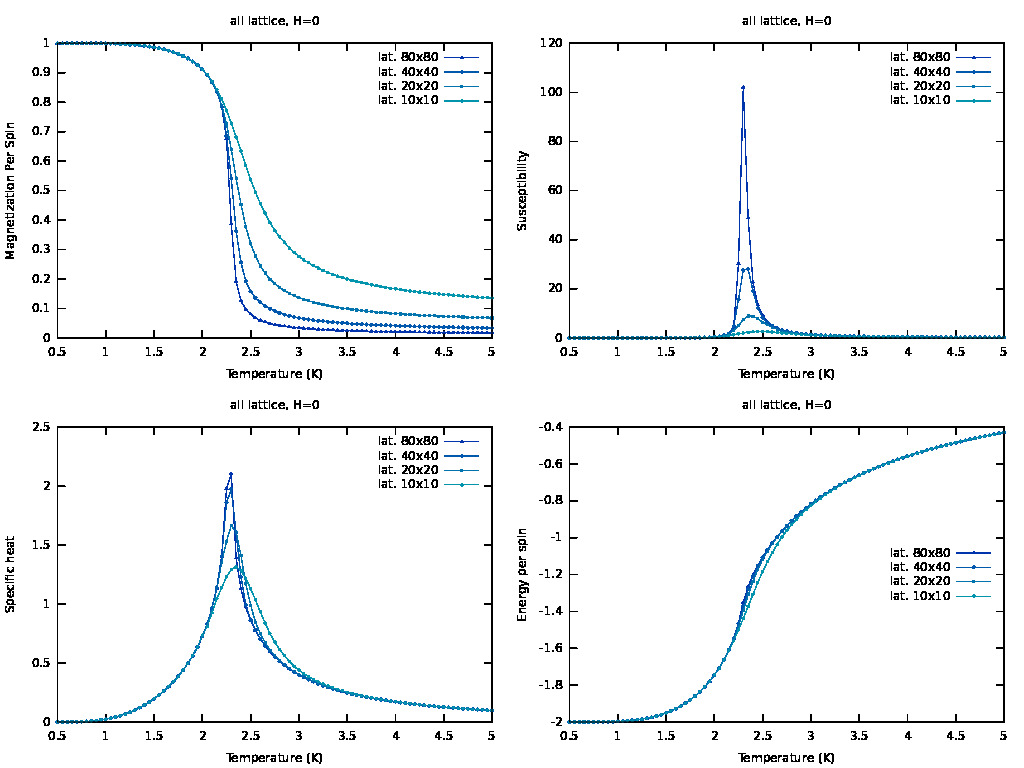 all lattice, H=0
Magnetization Per Spin
1
0.9
0.8
0.7
0.6
0.5
0.4
0.3
0.2
0.1
0
lat. 80x80
lat. 40x40
lat. 20x20
lat. 10x10
0.5 1 1.5 2 2.5 3 3.5 4 4.5 5
Temperature (K)
all lattice, H=0
Susceptibility
120
100
80
60
40
20
0
lat. 80x80
lat. 40x40
lat. 20x20
lat. 10x10
0.5 1 1.5 2 2.5 3 3.5 4 4.5 5
Temperature (K)
all lattice, H=0
Specific heat
2.5
2
1.5
1
0.5
0
lat. 80x80
lat. 40x40
lat. 20x20
lat. 10x10
0.5 1 1.5 2 2.5 3 3.5 4 4.5 5
Temperature (K)
all lattice, H=0
Energy per spin
-0.4
-0.6
-0.8
-1
-1.2
-1.4
-1.6
-1.8
-2
lat. 80x80
lat. 40x40
lat. 20x20
lat. 10x10
0.5 1 1.5 2 2.5 3 3.5 4 4.5 5
Temperature (K)